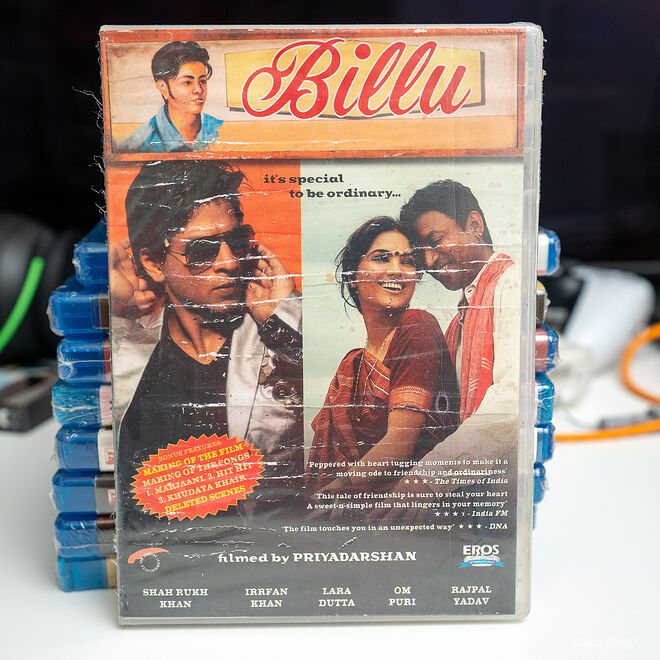 Billu
it's special
to be ordinary...
BONUS FEATURES:
MAKING OF THE FILM
MAKING OF THE SONGS
1. MARJAANI, 2. HIT HIT
3. KHUDAYA KHAIR
DELETED SCENES
'Peppered with heart tugging moments to make it a
moving ode to friendship and ordinariness'
★ ★ ★ - The Times of India
This tale of friendship is sure to steal your heart
A sweet-n-simple film that lingers in your memory'
- India FM
'The film touches you in an unexpected way' ★ ★ ★ - DNA
filmed by PRIYADARSHAN
EROS
SHAH RUKH KHAN
IRRFAN KHAN
LARA DUTTA
OM PURI
RAJPAL YADAV